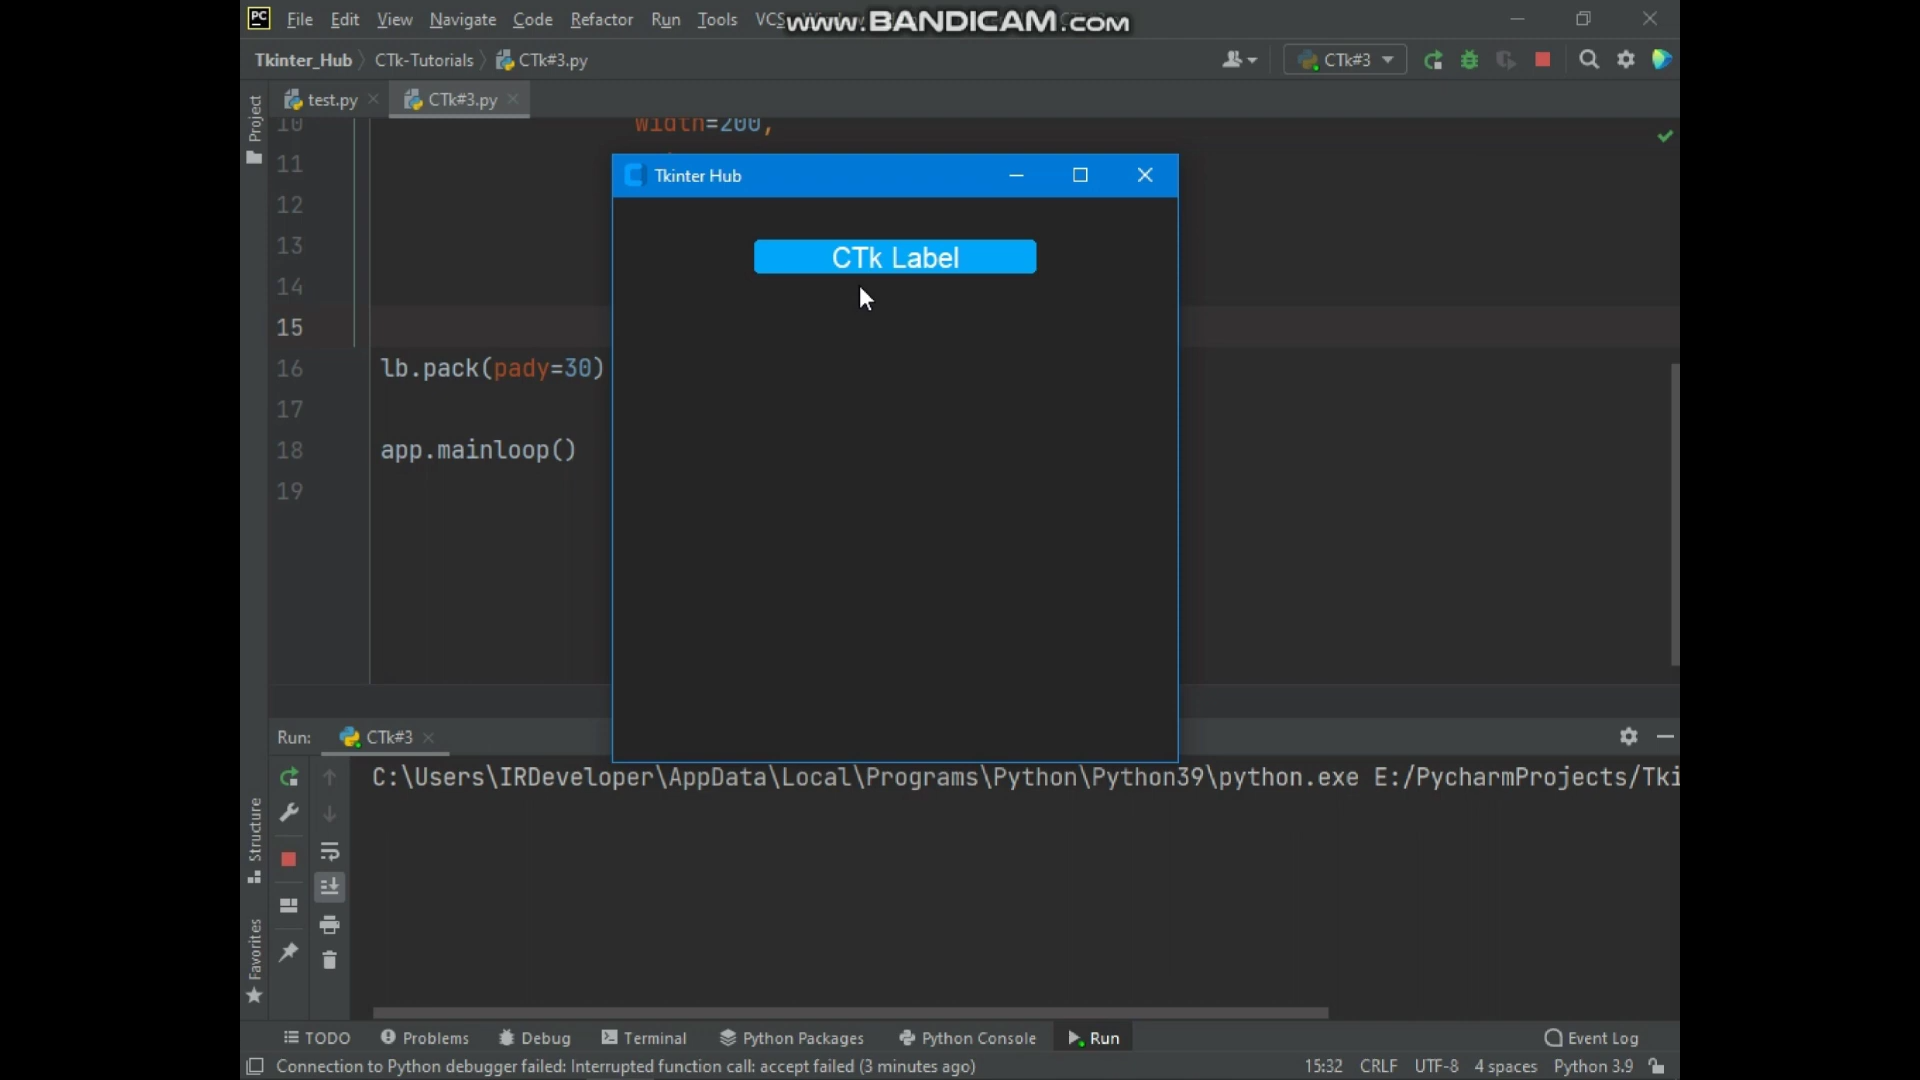 PC File Edit View Navigate Code Refactor Run Tools VCS
www.BANDICAM.com
Tkinter_Hub CTk-Tutorials CTk#3.py
CTk#3
test.py CTk#3.py
Project
10 width=200,
11
12
13
14
15
16 lb.pack(pady=30)
17
18 app.mainloop()
19
Tkinter Hub
CTk Label
Run: CTk#3
C:\Users\IRDeveloper\AppData\Local\Programs\Python\Python39\python.exe E:/PycharmProjects/Tki
Structure
Favorites
TODO Problems Debug Terminal Python Packages Python Console Run Event Log
Connection to Python debugger failed: Interrupted function call: accept failed (3 minutes ago) 15:32 CRLF UTF-8 4 spaces Python 3.9